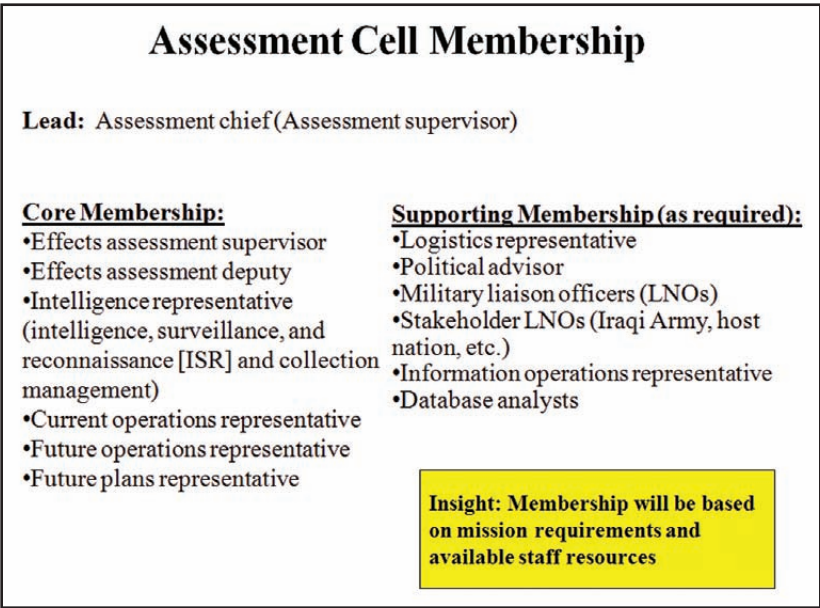 Assessment Cell Membership
Lead: Assessment chief (Assessment supervisor)
Core Membership:
•Effects assessment supervisor
•Effects assessment deputy
•Intelligence representative
(intelligence, surveillance, and
reconnaissance [ISR] and collection
management)
•Current operations representative
•Future operations representative
•Future plans representative
Supporting Membership (as required):
•Logistics representative
•Political advisor
•Military liaison officers (LNOs)
•Stakeholder LNOs (Iraqi Army, host
nation, etc.)
•Information operations representative
•Database analysts
Insight: Membership will be based
on mission requirements and
available staff resources